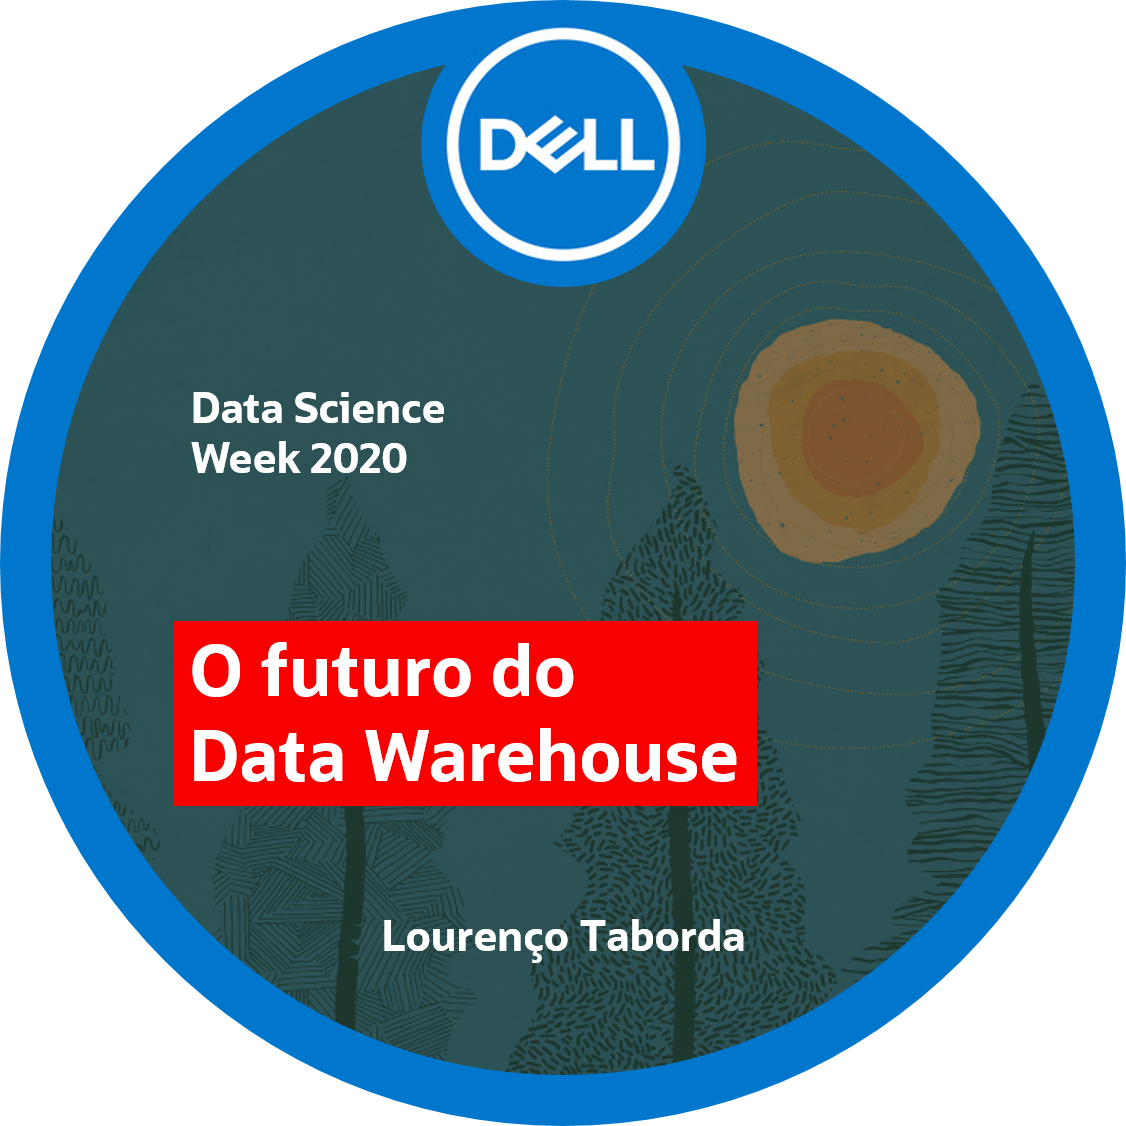 DELL
Data Science
Week 2020
O futuro do
Data Warehouse
Lourenço Taborda